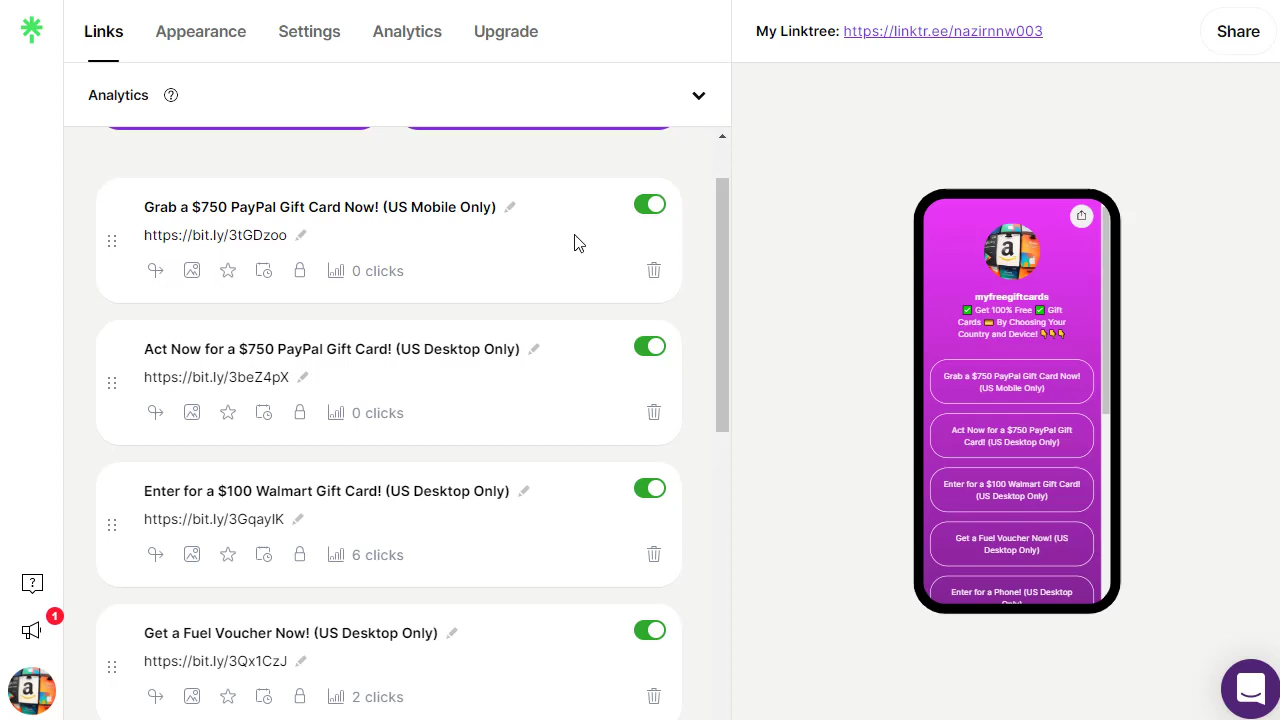 Links Appearance Settings Analytics Upgrade
My Linktree: https://linktr.ee/nazirnnw003
Share
Analytics ?
Grab a $750 PayPal Gift Card Now! (US Mobile Only)
https://bit.ly/3tGDzoo
0 clicks
Act Now for a $750 PayPal Gift Card! (US Desktop Only)
https://bit.ly/3beZ4pX
0 clicks
Enter for a $100 Walmart Gift Card! (US Desktop Only)
https://bit.ly/3GqaylK
6 clicks
Get a Fuel Voucher Now! (US Desktop Only)
https://bit.ly/3Qx1CzJ
2 clicks
?
1
a
a
myfreegiftcards
✅ Get 100% Free ✅ Gift
Cards 💳 By Choosing Your
Country and Device! 👇👇👇
Grab a $750 PayPal Gift Card Now!
(US Mobile Only)
Act Now for a $750 PayPal Gift
Card! (US Desktop Only)
Enter for a $100 Walmart Gift Card!
(US Desktop Only)
Get a Fuel Voucher Now! (US
Desktop Only)
Enter for a Phone! (US Desktop
Only)